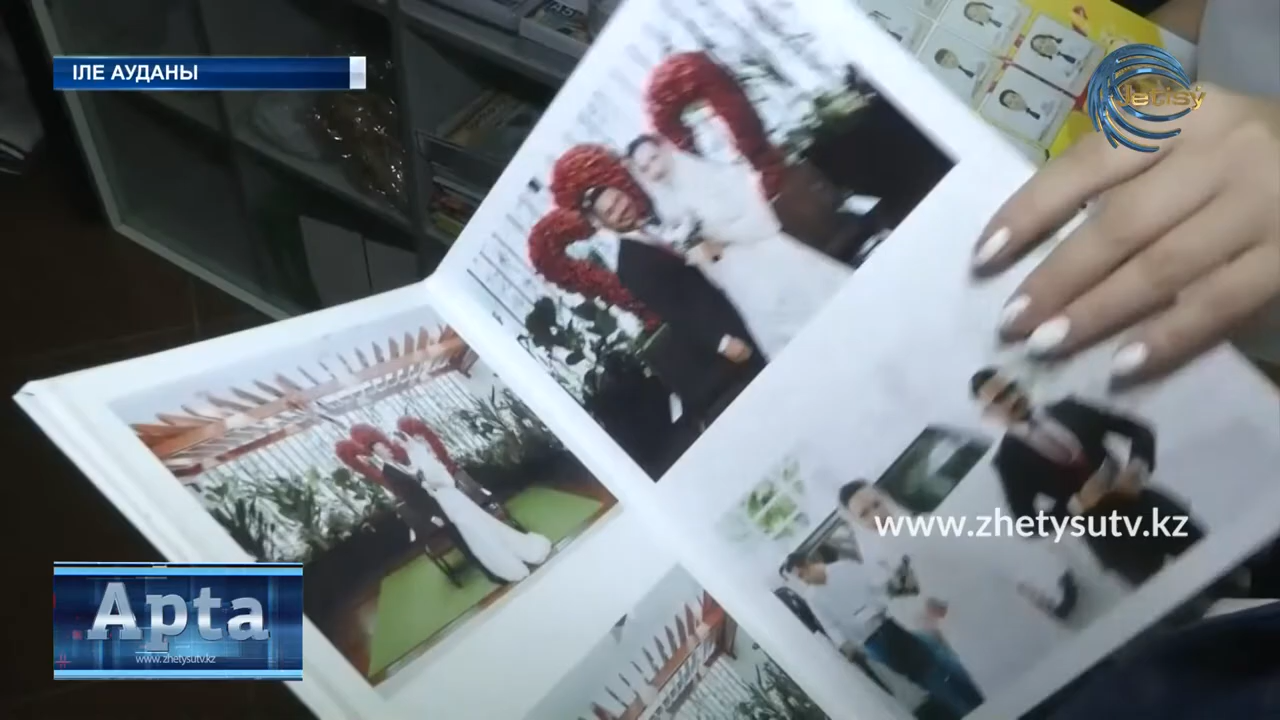 ІЛЕ АУДАНЫ
Jetisy
www.zhetysutv.kz
Apta
www.zhetysutv.kz